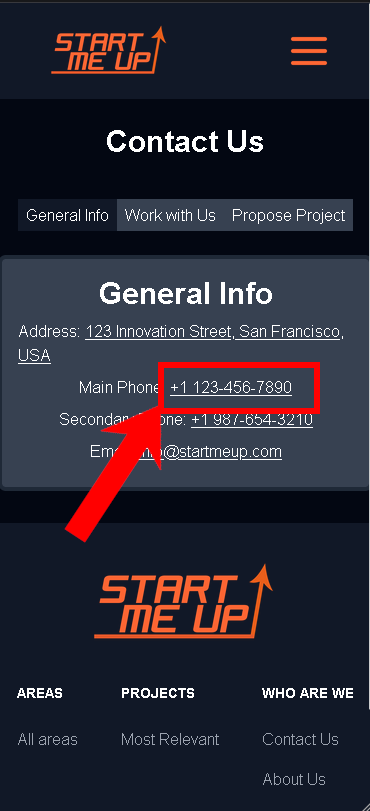 START
ME UP
Contact Us
General Info Work with Us Propose Project
General Info
Address: 123 Innovation Street, San Francisco,
USA
Main Phone: +1 123-456-7890
Secondary Phone: +1 987-654-3210
Email: info@startmeup.com
START
ME UP
AREAS PROJECTS WHO ARE WE
All areas Most Relevant Contact Us
About Us